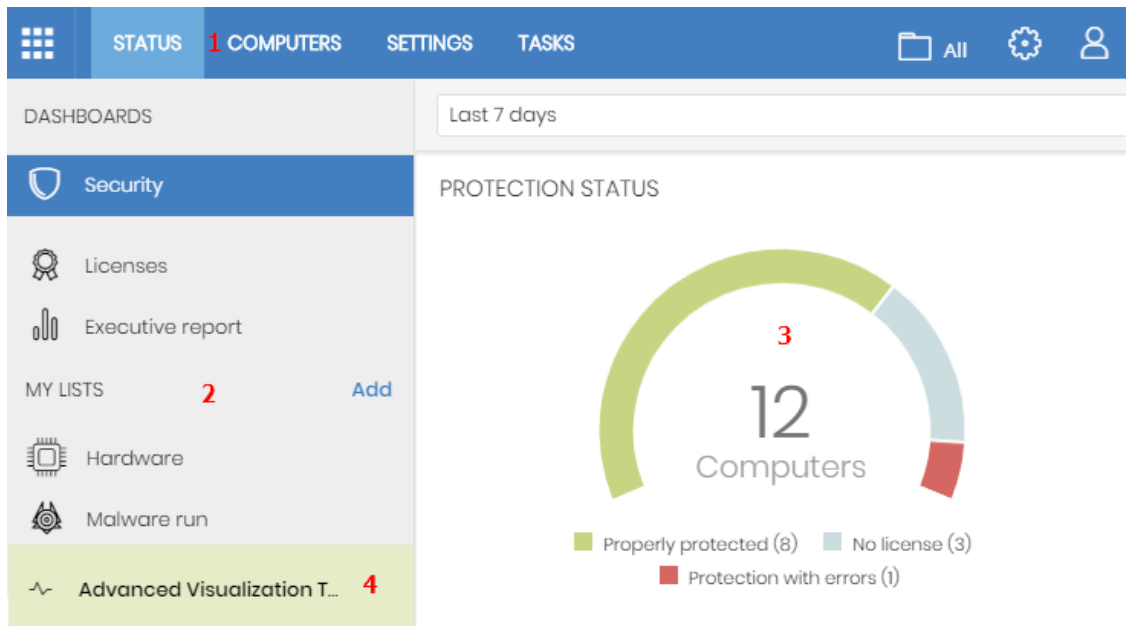 STATUS 1 COMPUTERS SETTINGS TASKS All
DASHBOARDS
Last 7 days
Security
PROTECTION STATUS
Licenses
Executive report
3
MY LISTS 2 Add
12
Computers
Hardware
Malware run
Properly protected (8) No license (3)
Protection with errors (1)
Advanced Visualization T... 4